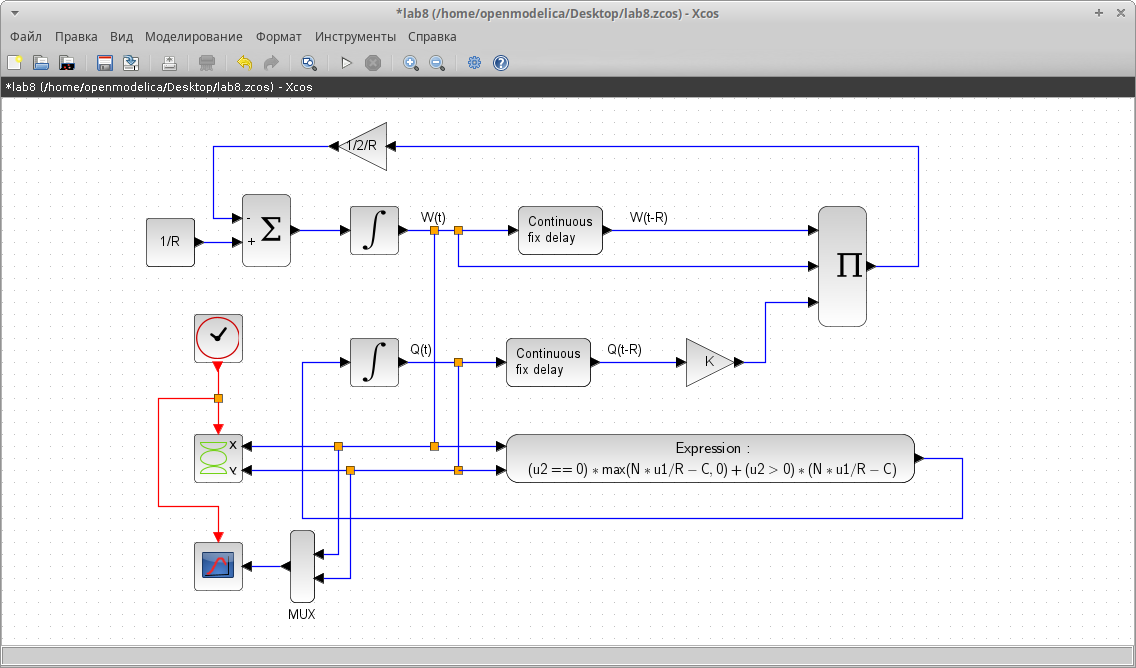 *lab8 (/home/openmodelica/Desktop/lab8.zcos) - Xcos
Файл Правка Вид Моделирование Формат Инструменты Справка
*lab8 (/home/openmodelica/Desktop/lab8.zcos) - Xcos
1/2/R
1/R
-
+
Σ
∫
W(t)
Continuous
fix delay
W(t-R)
Π
∫
Q(t)
Continuous
fix delay
Q(t-R)
K
X
Y
Expression :
(u2 == 0) ∗ max(N ∗ u1/R − C, 0) + (u2 > 0) ∗ (N ∗ u1/R − C)
MUX